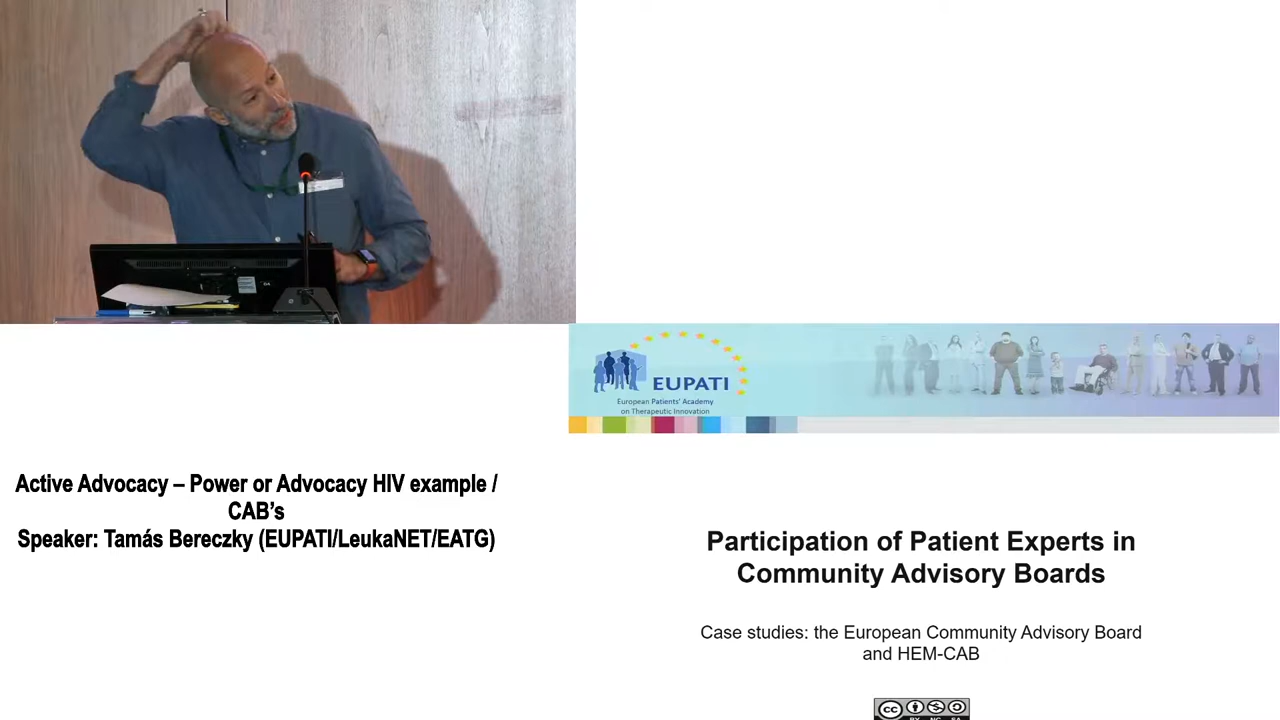 EUPATI
European Patients' Academy
on Therapeutic Innovation
Active Advocacy – Power or Advocacy HIV example /
CAB's
Speaker: Tamás Bereczky (EUPATI/LeukaNET/EATG)
Participation of Patient Experts in
Community Advisory Boards
Case studies: the European Community Advisory Board
and HEM-CAB